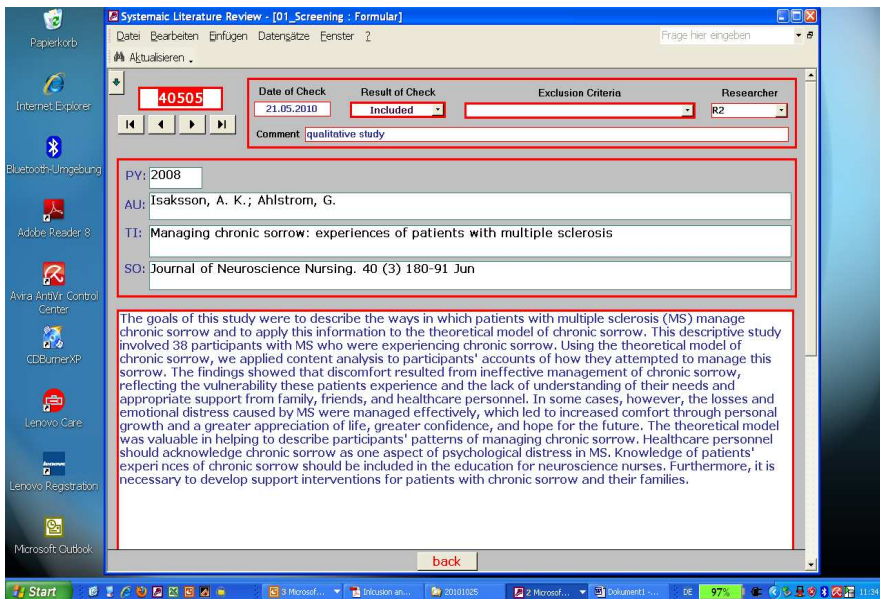 Papierkorb
Internet Explorer
Bluetooth-Umgebung
Adobe Reader 8
Avira AntiVir Control
Center
CDBurnerXP
Lenovo Care
Lenovo Registration
Microsoft Outlook
Systemaic Literature Review - [01_Screening : Formular]
Datei Bearbeiten Einfügen Datensätze Fenster ?
Frage hier eingeben
Aktualisieren
40505
Date of Check Result of Check Exclusion Criteria Researcher
21.05.2010 Included R2
Comment qualitative study
PY: 2008
AU: Isaksson, A. K.; Ahlstrom, G.
TI: Managing chronic sorrow: experiences of patients with multiple sclerosis
SO: Journal of Neuroscience Nursing. 40 (3) 180-91 Jun
The goals of this study were to describe the ways in which patients with multiple sclerosis (MS) manage
chronic sorrow and to apply this information to the theoretical model of chronic sorrow. This descriptive study
involved 38 participants with MS who were experiencing chronic sorrow. Using the theoretical model of
chronic sorrow, we applied content analysis to participants' accounts of how they attempted to manage this
sorrow. The findings showed that discomfort resulted from ineffective management of chronic sorrow,
reflecting the vulnerability these patients experience and the lack of understanding of their needs and
appropriate support from family, friends, and healthcare personnel. In some cases, however, the losses and
emotional distress caused by MS were managed effectively, which led to increased comfort through personal
growth and a greater appreciation of life, greater confidence, and hope for the future. The theoretical model
was valuable in helping to describe participants' patterns of managing chronic sorrow. Healthcare personnel
should acknowledge chronic sorrow as one aspect of psychological distress in MS. Knowledge of patients'
experi nces of chronic sorrow should be included in the education for neuroscience nurses. Furthermore, it is
necessary to develop support interventions for patients with chronic sorrow and their families.
back
Start 3 Microsof... Inlcusion an... 20101025 2 Microsof... Dokument1 -... DE 97% 11:34